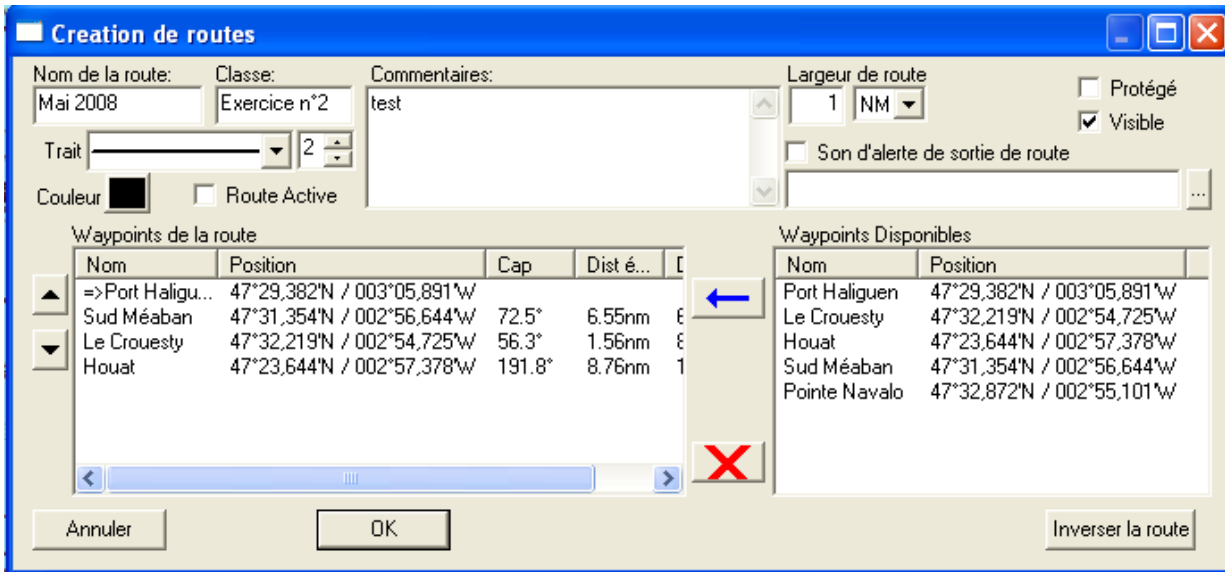 Creation de routes
Nom de la route: Classe: Commentaires: Largeur de route
Mai 2008 Exercice n°2 test 1 NM Protégé
Visible
Trait 2 Son d'alerte de sortie de route
Couleur Route Active ...
Waypoints de la route Waypoints Disponibles
Nom Position Cap Dist é... Nom Position
=>Port Haligu... 47°29,382'N / 003°05,891'W Port Haliguen 47°29,382'N / 003°05,891'W
Sud Méaban 47°31,354'N / 002°56,644'W 72.5° 6.55nm Le Crouesty 47°32,219'N / 002°54,725'W
Le Crouesty 47°32,219'N / 002°54,725'W 56.3° 1.56nm 8 Houat 47°23,644'N / 002°57,378'W
Houat 47°23,644'N / 002°57,378'W 191.8° 8.76nm 1 Sud Méaban 47°31,354'N / 002°56,644'W
Pointe Navalo 47°32,872'N / 002°55,101'W
Annuler OK Inverser la route